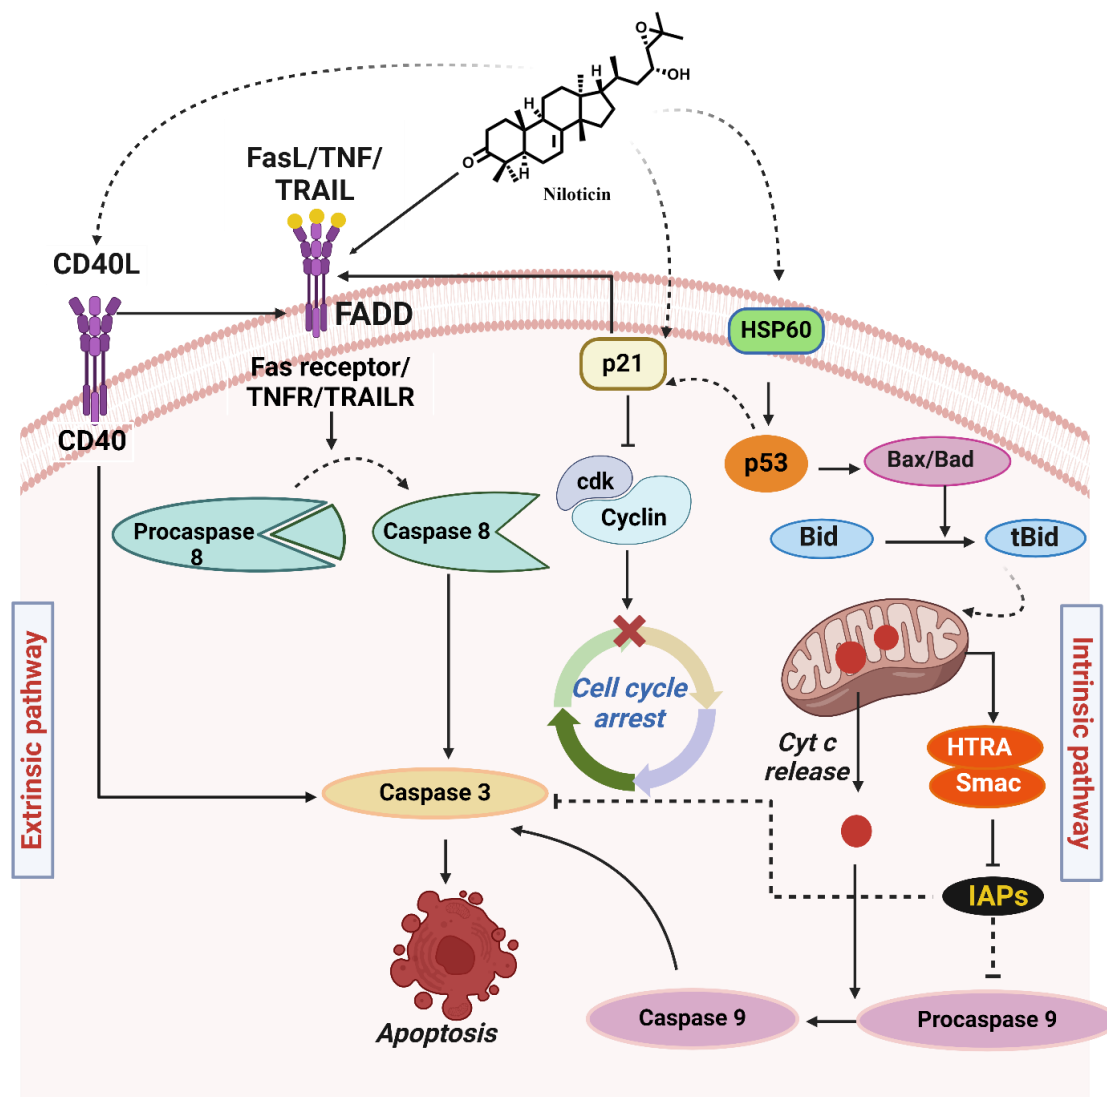 O
H
OH
H
H
O
H
Niloticin
FasL/TNF/
TRAIL
CD40L
FADD
HSP60
p21
Fas receptor/
TNFR/TRAILR
CD40
p53
Bax/Bad
cdk
Cyclin
Procaspase
8
Caspase 8
Bid
tBid
Extrinsic pathway
Intrinsic pathway
Cell cycle
arrest
Cyt c
release
HTRA
Smac
Caspase 3
IAPs
Apoptosis
Caspase 9
Procaspase 9